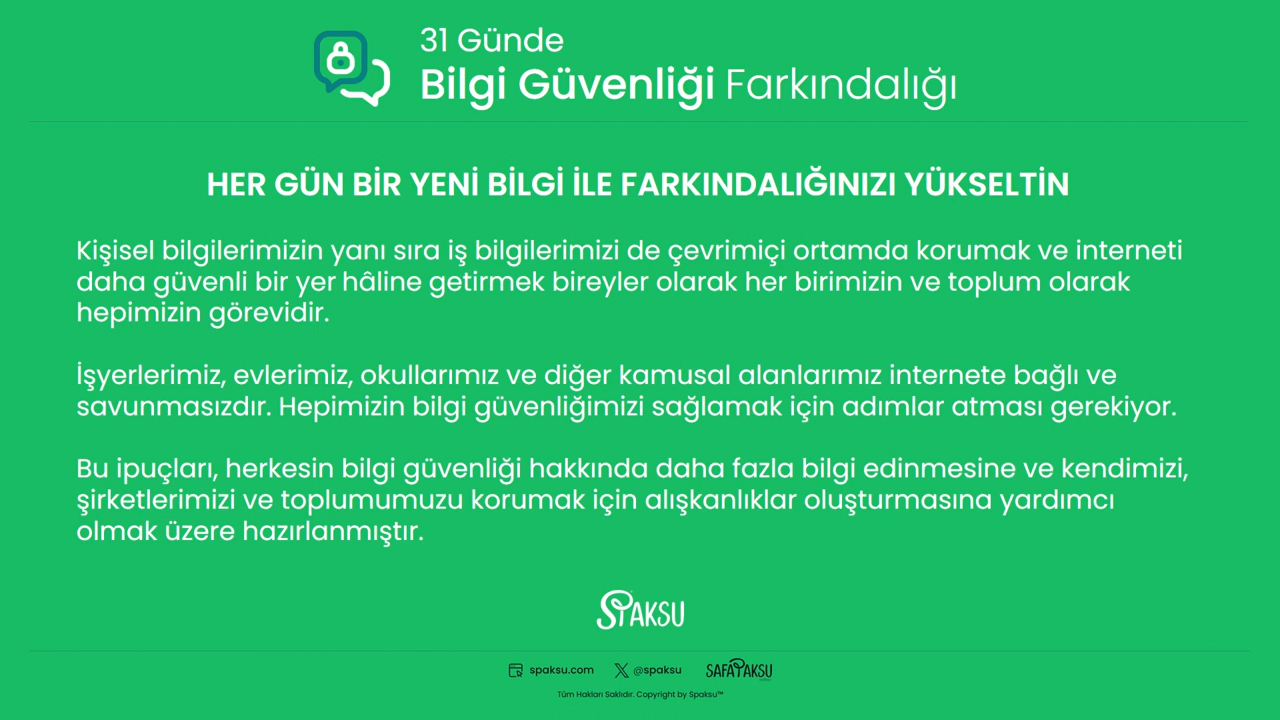 31 Günde
Bilgi Güvenliği Farkındalığı
HER GÜN BİR YENİ BİLGİ İLE FARKINDALIĞINIZI YÜKSELTİN
Kişisel bilgilerimizin yanı sıra iş bilgilerimizi de çevrimiçi ortamda korumak ve interneti
daha güvenli bir yer hâline getirmek bireyler olarak her birimizin ve toplum olarak
hepimizin görevidir.
İşyerlerimiz, evlerimiz, okullarımız ve diğer kamusal alanlarımız internete bağlı ve
savunmasızdır. Hepimizin bilgi güvenliğimizi sağlamak için adımlar atması gerekiyor.
Bu ipuçları, herkesin bilgi güvenliği hakkında daha fazla bilgi edinmesine ve kendimizi,
şirketlerimizi ve toplumumuzu korumak için alışkanlıklar oluşturmasına yardımcı
olmak üzere hazırlanmıştır.
SPAKSU
spaksu.com @spaksu SAFAPAKSU
Tüm Hakları Saklıdır. Copyright by Spaksu™